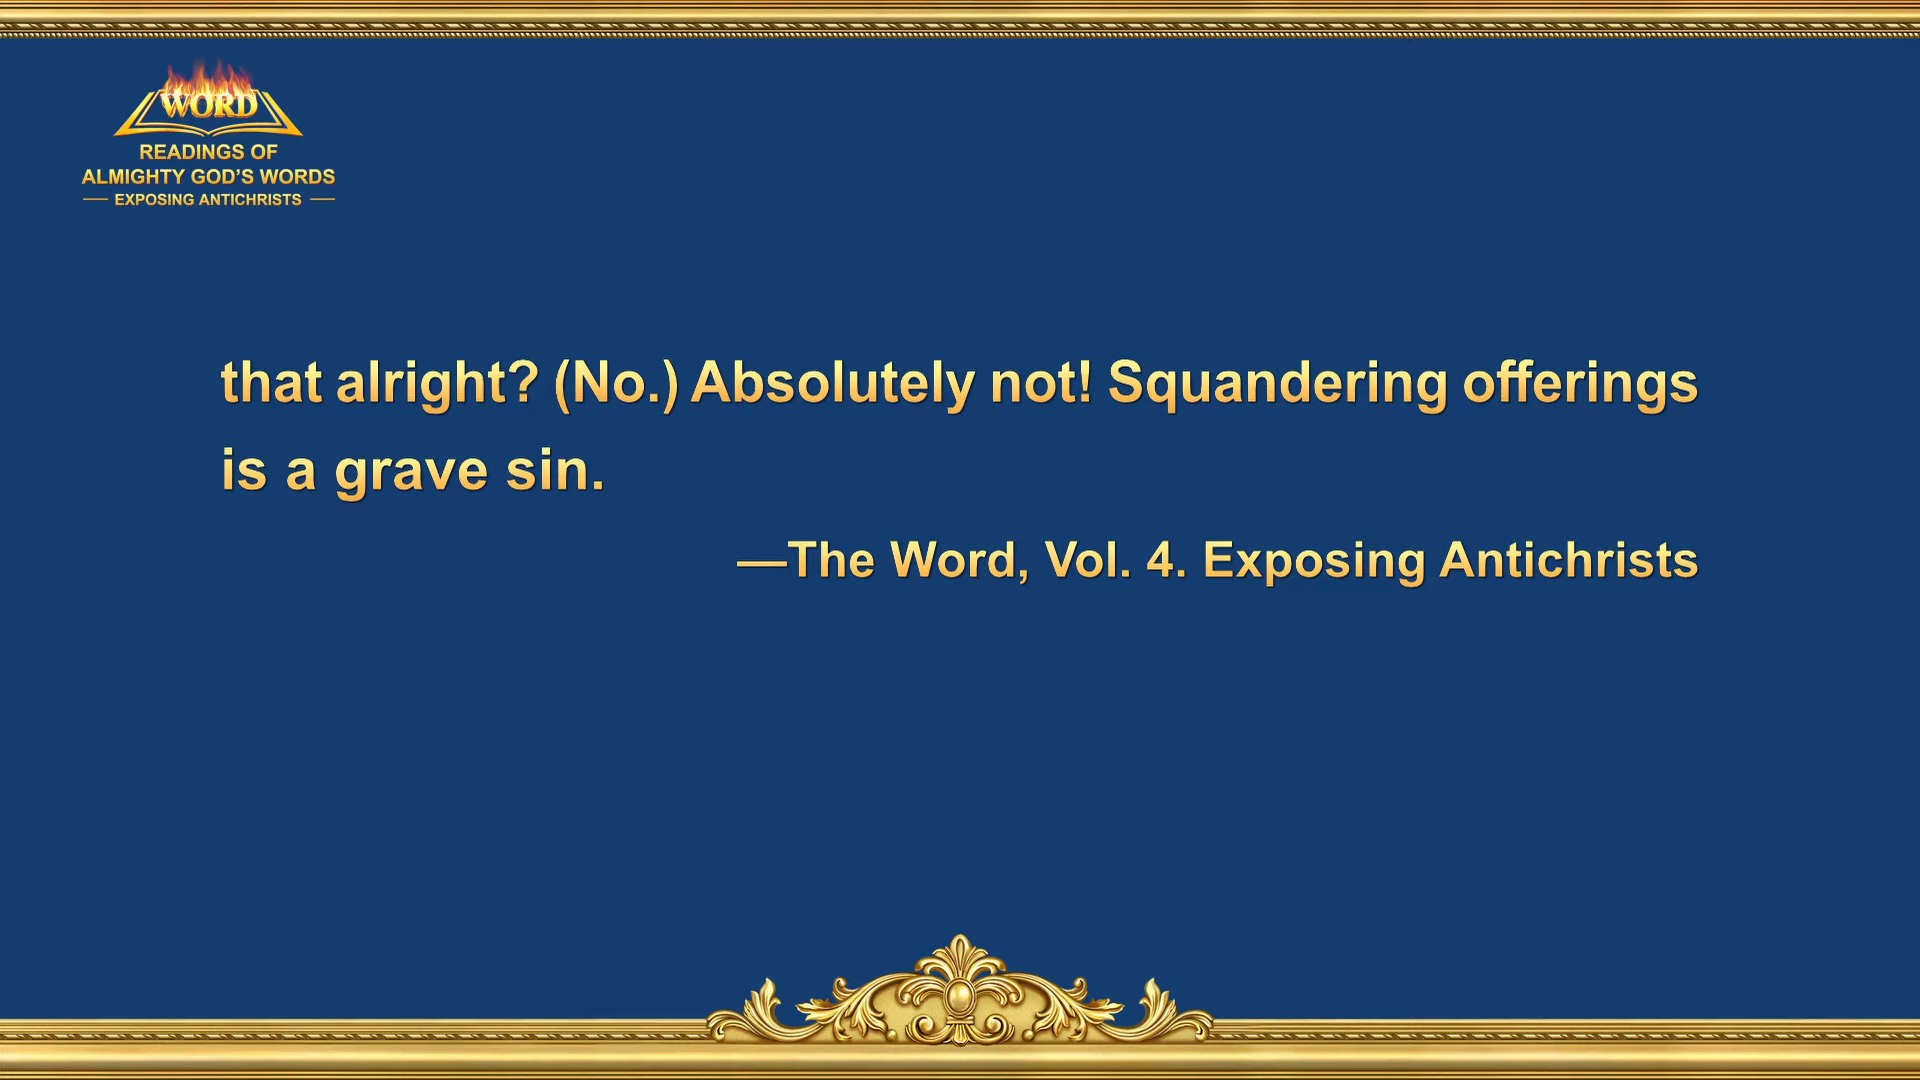 WORD
READINGS OF
ALMIGHTY GOD'S WORDS
EXPOSING ANTICHRISTS
that alright? (No.) Absolutely not! Squandering offerings
is a grave sin.
—The Word, Vol. 4. Exposing Antichrists